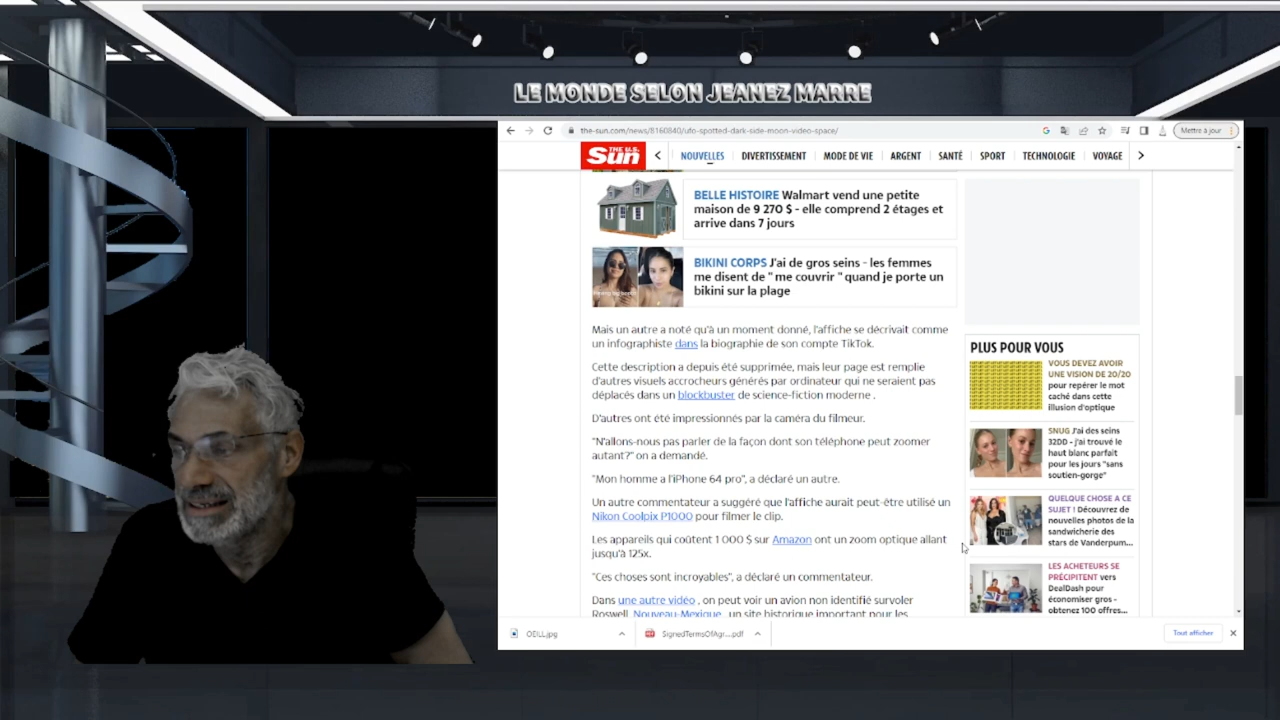 LE MONDE SELON JEANEZ MARRE
the-sun.com/news/8160840/ufo-spotted-dark-side-moon-video-space/
Mettre à jour
THE U.S. Sun
NOUVELLES DIVERTISSEMENT MODE DE VIE ARGENT SANTÉ SPORT TECHNOLOGIE VOYAGE
BELLE HISTOIRE Walmart vend une petite
maison de 9 270 $ - elle comprend 2 étages et
arrive dans 7 jours
BIKINI CORPS J'ai de gros seins - les femmes
me disent de " me couvrir " quand je porte un
bikini sur la plage
Mais un autre a noté qu'à un moment donné, l'affiche se décrivait comme
un infographiste dans la biographie de son compte TikTok.
Cette description a depuis été supprimée, mais leur page est remplie
d'autres visuels accrocheurs générés par ordinateur qui ne seraient pas
déplacés dans un blockbuster de science-fiction moderne .
D'autres ont été impressionnés par la caméra du filmeur.
"N'allons-nous pas parler de la façon dont son téléphone peut zoomer
autant?" on a demandé.
"Mon homme a l'iPhone 64 pro", a déclaré un autre.
Un autre commentateur a suggéré que l'affiche aurait peut-être utilisé un
Nikon Coolpix P1000 pour filmer le clip.
Les appareils qui coûtent 1 000 $ sur Amazon ont un zoom optique allant
jusqu'à 125x.
"Ces choses sont incroyables", a déclaré un commentateur.
Dans une autre vidéo , on peut voir un avion non identifié survoler
Roswell, Nouveau-Mexique , un site historique important pour les
PLUS POUR VOUS
VOUS DEVEZ AVOIR
UNE VISION DE 20/20
pour repérer le mot
caché dans cette
illusion d'optique
SNUG J'ai des seins
32DD - j'ai trouvé le
haut blanc parfait
pour les jours "sans
soutien-gorge"
QUELQUE CHOSE A CE
SUJET ! Découvrez de
nouvelles photos de la
sandwicherie des
stars de Vanderpum...
LES ACHETEURS SE
PRÉCIPITENT vers
DealDash pour
économiser gros -
obtenez 100 offres...
OEILL.jpg
SignedTermsOfAgr....pdf
Tout afficher